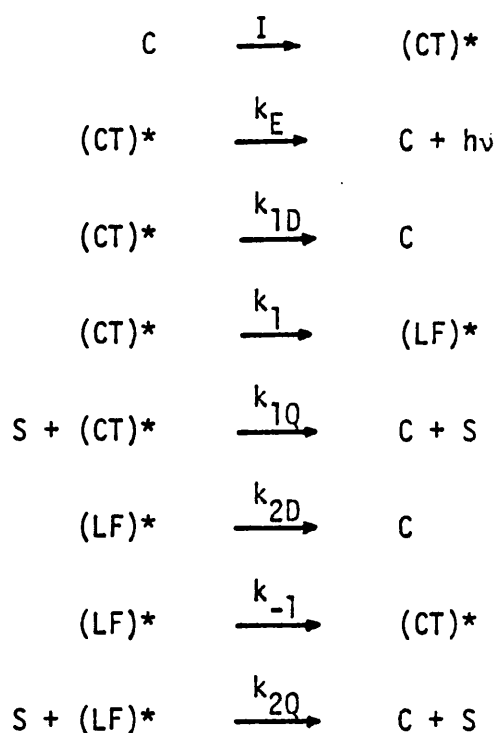 C I → (CT)*
(CT)* k_E → C + hν
(CT)* k_1D → C
(CT)* k_1 → (LF)*
S + (CT)* k_1Q → C + S
(LF)* k_2D → C
(LF)* k_-1 → (CT)*
S + (LF)* k_2Q → C + S